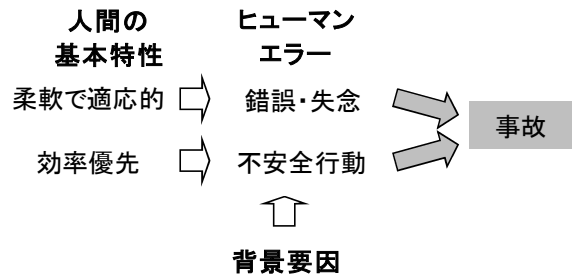 人間の
基本特性
ヒューマン
エラー
柔軟で適応的
錯誤・失念
事故
効率優先
不安全行動
背景要因